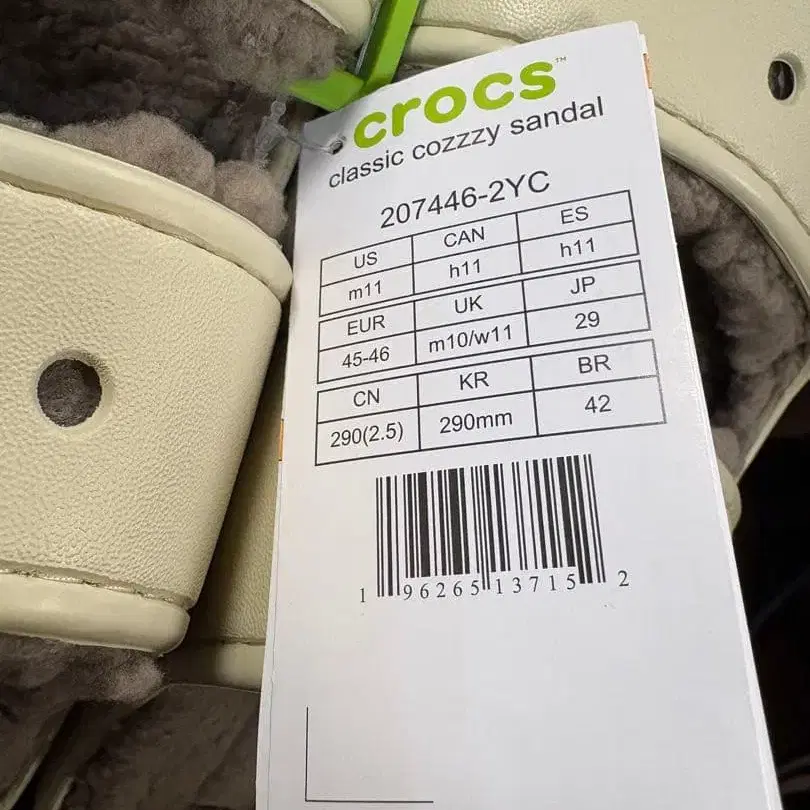 crocs™
classic cozzzy sandal
207446-2YC
US CAN ES
m11 h11 h11
EUR UK JP
45-46 m10/w11 29
CN KR BR
290(2.5) 290mm 42
1 96265 13715 2